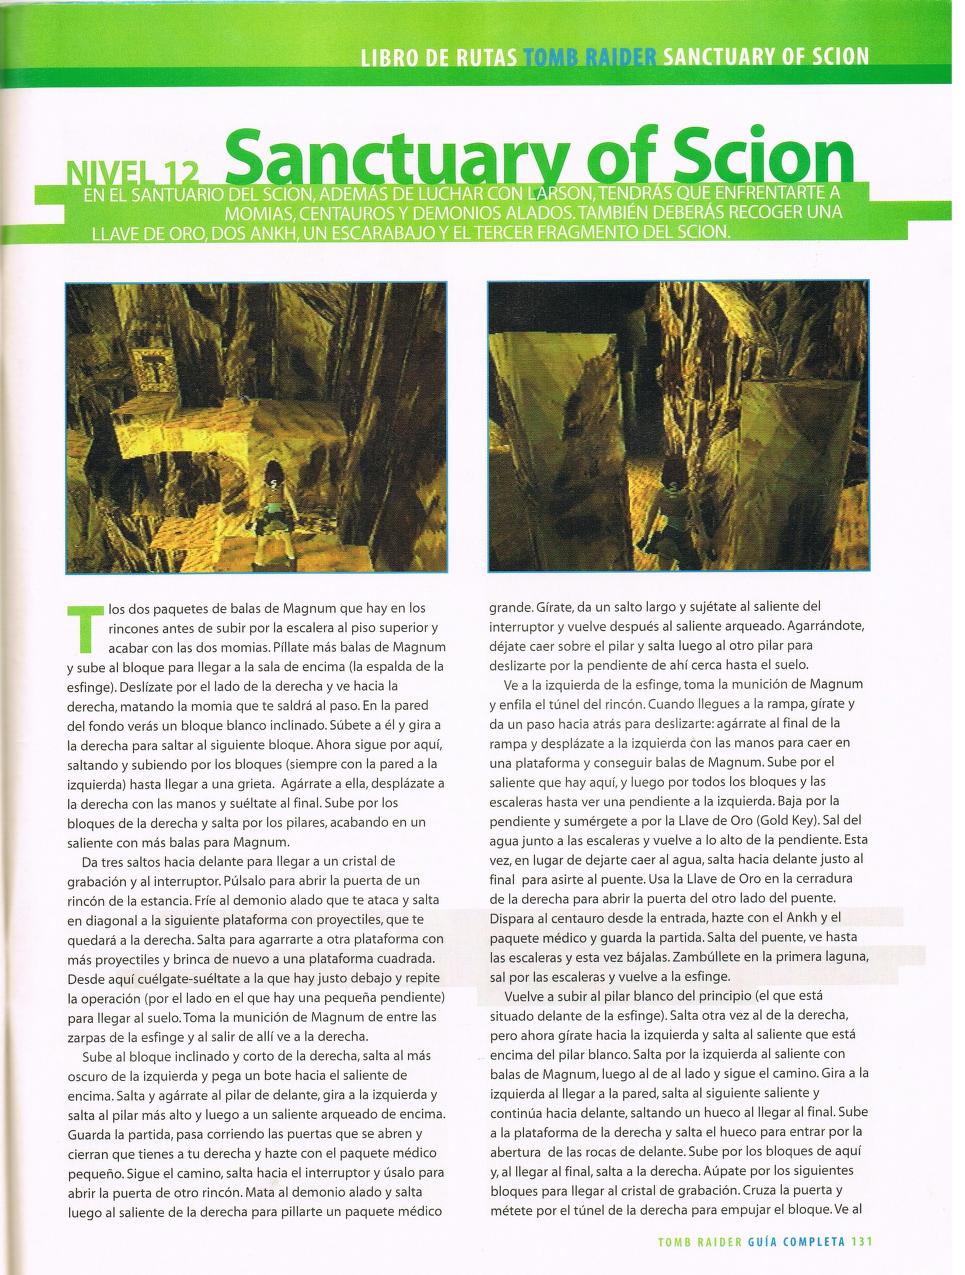 LIBRO DE RUTAS TOMB RAIDER SANCTUARY OF SCION
NIVEL 12 Sanctuary of Scion
EN EL SANTUARIO DEL SCION, ADEMÁS DE LUCHAR CON LARSON, TENDRÁS QUE ENFRENTARTE A
MOMIAS, CENTAUROS Y DEMONIOS ALADOS. TAMBIÉN DEBERÁS RECOGER UNA
LLAVE DE ORO, DOS ANKH, UN ESCARABAJO Y EL TERCER FRAGMENTO DEL SCION.
T los dos paquetes de balas de Magnum que hay en los
rincones antes de subir por la escalera al piso superior y
acabar con las dos momias. Píllate más balas de Magnum
y sube al bloque para llegar a la sala de encima (la espalda de la
esfinge). Deslízate por el lado de la derecha y ve hacia la
derecha, matando la momia que te saldrá al paso. En la pared
del fondo verás un bloque blanco inclinado. Súbete a él y gira a
la derecha para saltar al siguiente bloque. Ahora sigue por aquí,
saltando y subiendo por los bloques (siempre con la pared a la
izquierda) hasta llegar a una grieta. Agárrate a ella, desplázate a
la derecha con las manos y suéltate al final. Sube por los
bloques de la derecha y salta por los pilares, acabando en un
saliente con más balas para Magnum.
Da tres saltos hacia delante para llegar a un cristal de
grabación y al interruptor. Púlsalo para abrir la puerta de un
rincón de la estancia. Fríe al demonio alado que te ataca y salta
en diagonal a la siguiente plataforma con proyectiles, que te
quedará a la derecha. Salta para agarrarte a otra plataforma con
más proyectiles y brinca de nuevo a una plataforma cuadrada.
Desde aquí cuélgate-suéltate a la que hay justo debajo y repite
la operación (por el lado en el que hay una pequeña pendiente)
para llegar al suelo. Toma la munición de Magnum de entre las
zarpas de la esfinge y al salir de allí ve a la derecha.
Sube al bloque inclinado y corto de la derecha, salta al más
oscuro de la izquierda y pega un bote hacia el saliente de
encima. Salta y agárrate al pilar de delante, gira a la izquierda y
salta al pilar más alto y luego a un saliente arqueado de encima.
Guarda la partida, pasa corriendo las puertas que se abren y
cierran que tienes a tu derecha y hazte con el paquete médico
pequeño. Sigue el camino, salta hacia el interruptor y úsalo para
abrir la puerta de otro rincón. Mata al demonio alado y salta
luego al saliente de la derecha para pillarte un paquete médico
grande. Gírate, da un salto largo y sujétate al saliente del
interruptor y vuelve después al saliente arqueado. Agarrándote,
déjate caer sobre el pilar y salta luego al otro pilar para
deslizarte por la pendiente de ahí cerca hasta el suelo.
Ve a la izquierda de la esfinge, toma la munición de Magnum
y enfila el túnel del rincón. Cuando llegues a la rampa, gírate y
da un paso hacia atrás para deslizarte: agárrate al final de la
rampa y desplázate a la izquierda con las manos para caer en
una plataforma y conseguir balas de Magnum. Sube por el
saliente que hay aquí, y luego por todos los bloques y las
escaleras hasta ver una pendiente a la izquierda. Baja por la
pendiente y sumérgete a por la Llave de Oro (Gold Key). Sal del
agua junto a las escaleras y vuelve a lo alto de la pendiente. Esta
vez, en lugar de dejarte caer al agua, salta hacia delante justo al
final para asirte al puente. Usa la Llave de Oro en la cerradura
de la derecha para abrir la puerta del otro lado del puente.
Dispara al centauro desde la entrada, hazte con el Ankh y el
paquete médico y guarda la partida. Salta del puente, ve hasta
las escaleras y esta vez bájalas. Zambúllete en la primera laguna,
sal por las escaleras y vuelve a la esfinge.
Vuelve a subir al pilar blanco del principio (el que está
situado delante de la esfinge). Salta otra vez al de la derecha,
pero ahora gírate hacia la izquierda y salta al saliente que está
encima del pilar blanco. Salta por la izquierda al saliente con
balas de Magnum, luego al de al lado y sigue el camino. Gira a la
izquierda al llegar a la pared, salta al siguiente saliente y
continúa hacia delante, saltando un hueco al llegar al final. Sube
a la plataforma de la derecha y salta el hueco para entrar por la
abertura de las rocas de delante. Sube por los bloques de aquí
y, al llegar al final, salta a la derecha. Aúpate por los siguientes
bloques para llegar al cristal de grabación. Cruza la puerta y
métete por el túnel de la derecha para empujar el bloque. Ve al
TOMB RAIDER GUÍA COMPLETA 131